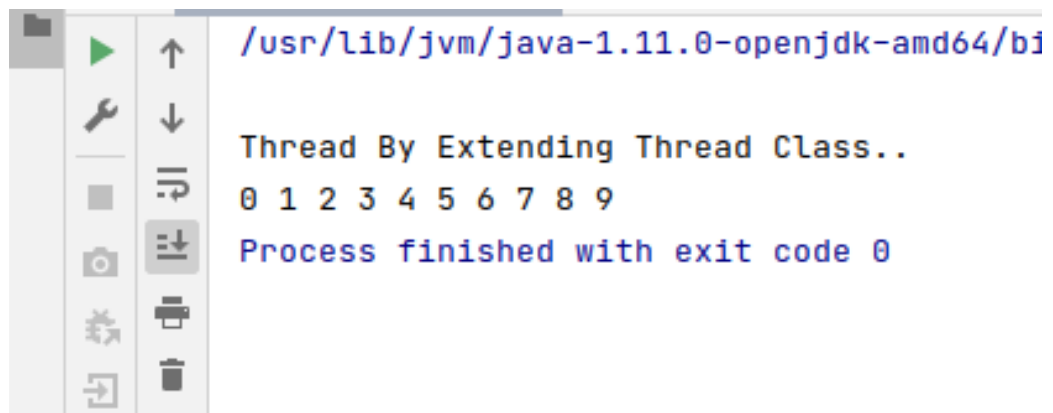 /usr/lib/jvm/java-1.11.0-openjdk-amd64/bi
Thread By Extending Thread Class..
0 1 2 3 4 5 6 7 8 9
Process finished with exit code 0